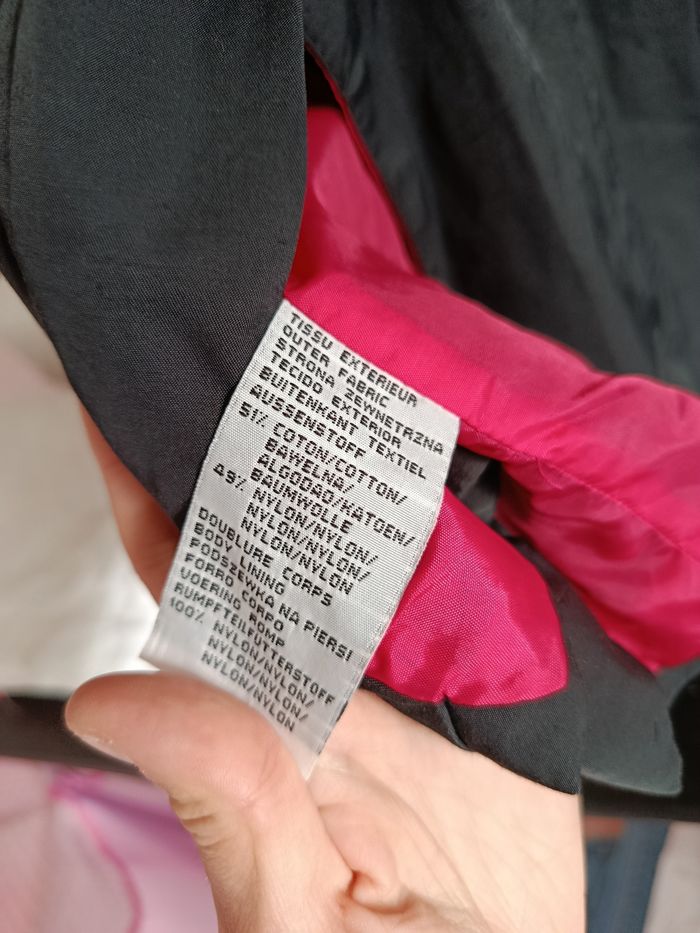 TISSU EXTERIEUR
OUTER FABRIC
STRONA ZEWNETRZNA
TECIDO EXTERIOR
BUITENKANT TEXTIEL
AUSSENSTOFF
51% COTON/COTTON/
BAWELNA/
ALGODAO/KATOEN/
BAUMWOLLE
49% NYLON/NYLON/
NYLON/NYLON/
NYLON/NYLON
DOUBLURE CORPS
BODY LINING
PODSZEWKA NA PIERSI
FORRO CORPO
VOERING ROMP
RUMPFTEILFUTTERSTOFF
100% NYLON/NYLON/
NYLON/NYLON/
NYLON/NYLON